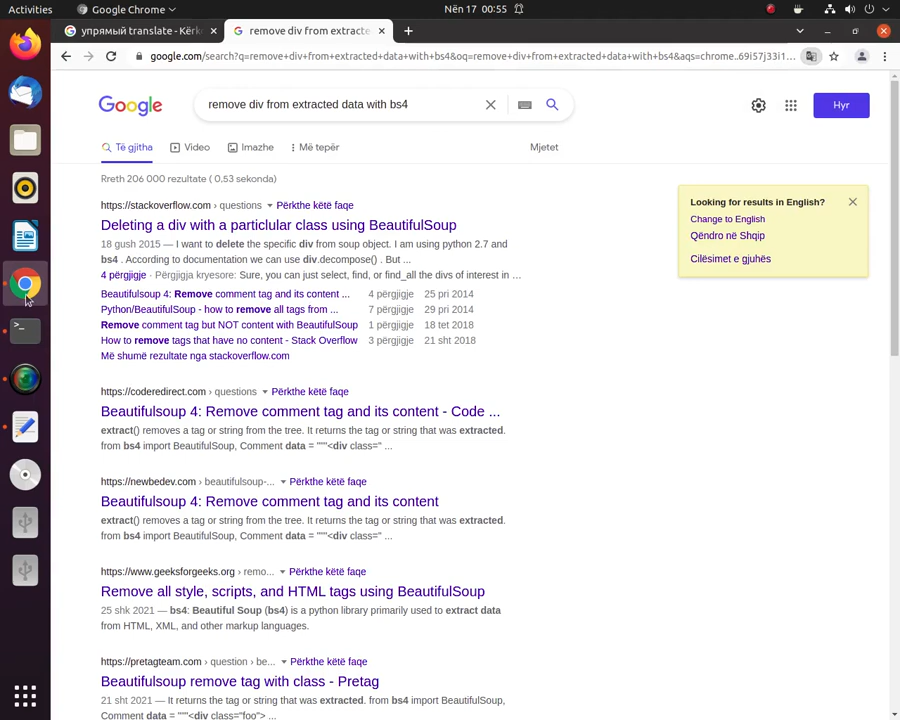 Activities
Google Chrome
Nën 17 00:55
упрямый translate - Kërk
remove div from extracte
google.com/search?q=remove+div+from+extracted+data+with+bs4&oq=remove+div+from+extracted+data+with+bs4&aqs=chrome..69i57j33i1...
Google
remove div from extracted data with bs4
Hyr
Të gjitha
Video
Imazhe
Më tepër
Mjetet
Rreth 206 000 rezultate ( 0,53 sekonda)
Looking for results in English?
Change to English
Qëndro në Shqip
Cilësimet e gjuhës
https://stackoverflow.com › questions
Përkthe këtë faqe
Deleting a div with a particlular class using BeautifulSoup
18 gush 2015 — I want to delete the specific div from soup object. I am using python 2.7 and
bs4 . According to documentation we can use div.decompose() . But ...
4 përgjigje · Përgjigja kryesore: Sure, you can just select, find, or find_all the divs of interest in ...
Beautifulsoup 4: Remove comment tag and its content ... 4 përgjigje 25 pri 2014
Python/BeautifulSoup - how to remove all tags from ... 7 përgjigje 29 pri 2014
Remove comment tag but NOT content with BeautifulSoup 1 përgjigje 18 tet 2018
How to remove tags that have no content - Stack Overflow 3 përgjigje 21 sht 2018
Më shumë rezultate nga stackoverflow.com
https://coderedirect.com › questions
Përkthe këtë faqe
Beautifulsoup 4: Remove comment tag and its content - Code ...
extract() removes a tag or string from the tree. It returns the tag or string that was extracted.
from bs4 import BeautifulSoup, Comment data = """<div class=" ...
https://newbedev.com › beautifulsoup-...
Përkthe këtë faqe
Beautifulsoup 4: Remove comment tag and its content
extract() removes a tag or string from the tree. It returns the tag or string that was extracted.
from bs4 import BeautifulSoup, Comment data = """<div class=" ...
https://www.geeksforgeeks.org › remo...
Përkthe këtë faqe
Remove all style, scripts, and HTML tags using BeautifulSoup
25 shk 2021 — bs4: Beautiful Soup (bs4) is a python library primarily used to extract data
from HTML, XML, and other markup languages.
https://pretagteam.com › question › be...
Përkthe këtë faqe
Beautifulsoup remove tag with class - Pretag
21 sht 2021 — It returns the tag or string that was extracted. from bs4 import BeautifulSoup,
Comment data = """<div class="foo"> ...